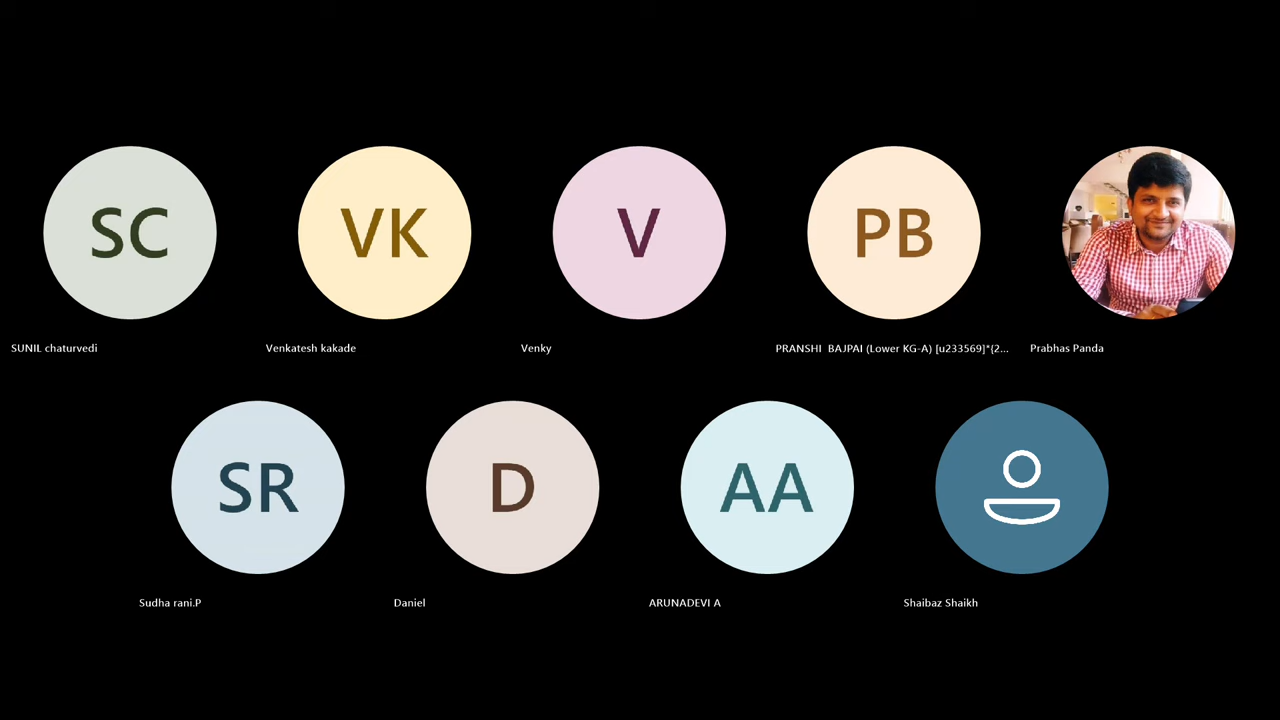 SC
VK
V
PB
SUNIL chaturvedi
Venkatesh kakade
Venky
PRANSHI  BAJPAI (Lower KG-A) [u233569]*{2...
Prabhas Panda
SR
D
AA
Sudha rani.P
Daniel
ARUNADEVI A
Shaibaz Shaikh